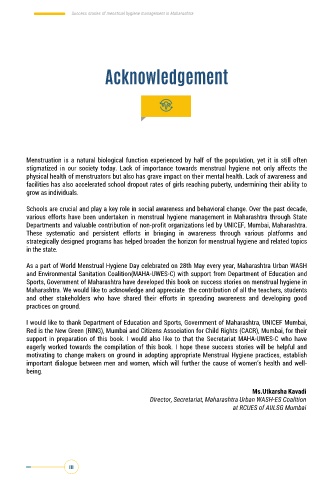 Success stories of menstrual hygiene management in Maharashtra
Acknowledgement
Menstruation is a natural biological function experienced by half of the population, yet it is still often
stigmatized in our society today. Lack of importance towards menstrual hygiene not only affects the
physical health of menstruators but also has grave impact on their mental health. Lack of awareness and
facilities has also accelerated school dropout rates of girls reaching puberty, undermining their ability to
grow as individuals.
Schools are crucial and play a key role in social awareness and behavioral change. Over the past decade,
various efforts have been undertaken in menstrual hygiene management in Maharashtra through State
Departments and valuable contribution of non-profit organizations led by UNICEF, Mumbai, Maharashtra.
These systematic and persistent efforts in bringing in awareness through various platforms and
strategically designed programs has helped broaden the horizon for menstrual hygiene and related topics
in the state.
As a part of World Menstrual Hygiene Day celebrated on 28th May every year, Maharashtra Urban WASH
and Environmental Sanitation Coalition(MAHA-UWES-C) with support from Department of Education and
Sports, Government of Maharashtra have developed this book on success stories on menstrual hygiene in
Maharashtra. We would like to acknowledge and appreciate the contribution of all the teachers, students
and other stakeholders who have shared their efforts in spreading awareness and developing good
practices on ground.
I would like to thank Department of Education and Sports, Government of Maharashtra, UNICEF Mumbai,
Red is the New Green (RING), Mumbai and Citizens Association for Child Rights (CACR), Mumbai, for their
support in preparation of this book. I would also like to that the Secretariat MAHA-UWES-C who have
eagerly worked towards the compilation of this book. I hope these success stories will be helpful and
motivating to change makers on ground in adopting appropriate Menstrual Hygiene practices, establish
important dialogue between men and women, which will further the cause of women's health and well-
being.
Ms.Utkarsha Kavadi
Director, Secretariat, Maharashtra Urban WASH-ES Coalition
at RCUES of AIILSG Mumbai
III